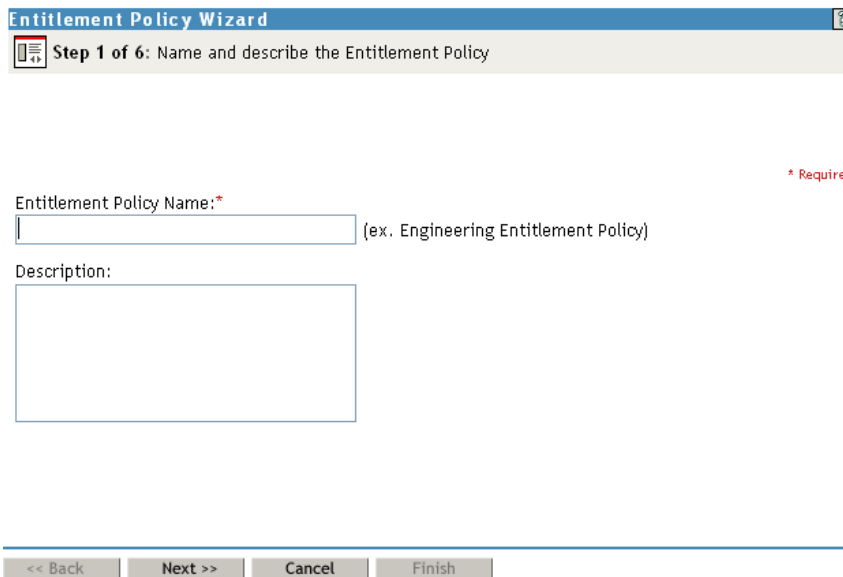 Entitlement Policy Wizard
Step 1 of 6: Name and describe the Entitlement Policy
* Require
Entitlement Policy Name:*
(ex. Engineering Entitlement Policy)
Description:
<< Back Next >> Cancel Finish